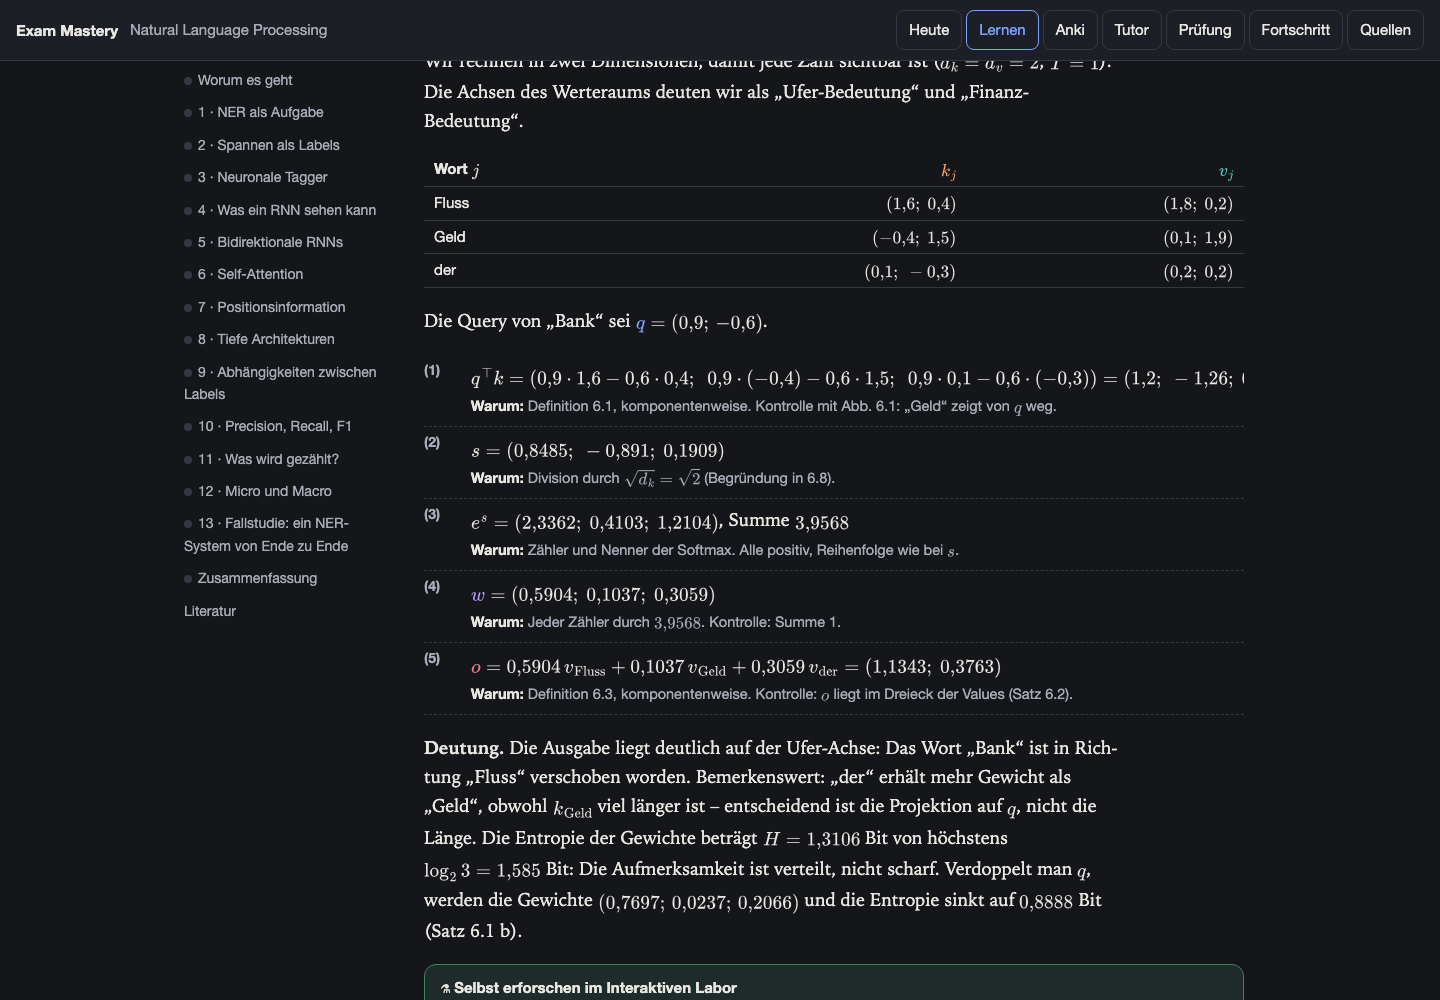 Exam Mastery Natural Language Processing Heute Lernen Anki Tutor Prüfung Fortschritt Quellen
Worum es geht
1 · NER als Aufgabe
2 · Spannen als Labels
3 · Neuronale Tagger
4 · Was ein RNN sehen kann
5 · Bidirektionale RNNs
6 · Self-Attention
7 · Positionsinformation
8 · Tiefe Architekturen
9 · Abhängigkeiten zwischen
Labels
10 · Precision, Recall, F1
11 · Was wird gezählt?
12 · Micro und Macro
13 · Fallstudie: ein NER-
System von Ende zu Ende
Zusammenfassung
Literatur
Wir rechnen in zwei Dimensionen, damit jede Zahl sichtbar ist (d_k = d_v = 2, T = 1).
Die Achsen des Werteraums deuten wir als „Ufer-Bedeutung“ und „Finanz-
Bedeutung“.
Wort j k_j v_j
Fluss (1,6; 0,4) (1,8; 0,2)
Geld (−0,4; 1,5) (0,1; 1,9)
der (0,1; −0,3) (0,2; 0,2)
Die Query von „Bank“ sei q = (0,9; −0,6).
(1) q⊤k = (0,9 · 1,6 − 0,6 · 0,4; 0,9 · (−0,4) − 0,6 · 1,5; 0,9 · 0,1 − 0,6 · (−0,3)) = (1,2; −1,26;
Warum: Definition 6.1, komponentenweise. Kontrolle mit Abb. 6.1: „Geld“ zeigt von q weg.
(2) s = (0,8485; −0,891; 0,1909)
Warum: Division durch √d_k = √2 (Begründung in 6.8).
(3) e^s = (2,3362; 0,4103; 1,2104), Summe 3,9568
Warum: Zähler und Nenner der Softmax. Alle positiv, Reihenfolge wie bei s.
(4) w = (0,5904; 0,1037; 0,3059)
Warum: Jeder Zähler durch 3,9568. Kontrolle: Summe 1.
(5) o = 0,5904 v_Fluss + 0,1037 v_Geld + 0,3059 v_der = (1,1343; 0,3763)
Warum: Definition 6.3, komponentenweise. Kontrolle: o liegt im Dreieck der Values (Satz 6.2).
Deutung. Die Ausgabe liegt deutlich auf der Ufer-Achse: Das Wort „Bank“ ist in Rich-
tung „Fluss“ verschoben worden. Bemerkenswert: „der“ erhält mehr Gewicht als
„Geld“, obwohl k_Geld viel länger ist – entscheidend ist die Projektion auf q, nicht die
Länge. Die Entropie der Gewichte beträgt H = 1,3106 Bit von höchstens
log₂ 3 = 1,585 Bit: Die Aufmerksamkeit ist verteilt, nicht scharf. Verdoppelt man q,
werden die Gewichte (0,7697; 0,0237; 0,2066) und die Entropie sinkt auf 0,8888 Bit
(Satz 6.1 b).
⚗ Selbst erforschen im Interaktiven Labor